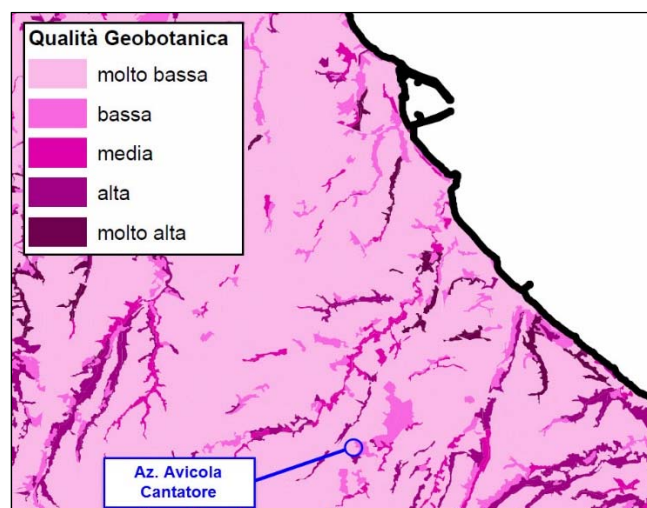 Qualità Geobotanica
molto bassa
bassa
media
alta
molto alta
Az. Avicola
Cantatore